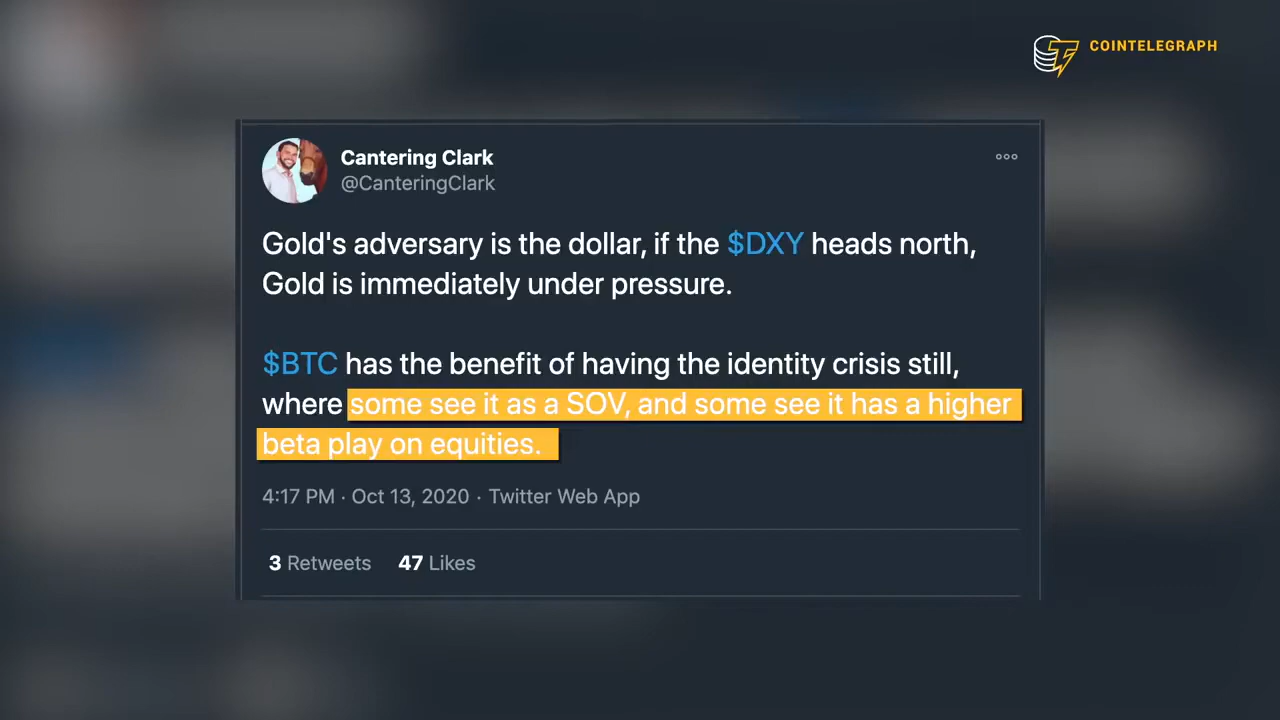 COINTELEGRAPH
Cantering Clark
@CanteringClark
Gold's adversary is the dollar, if the $DXY heads north,
Gold is immediately under pressure.
$BTC has the benefit of having the identity crisis still,
where some see it as a SOV, and some see it has a higher
beta play on equities.
4:17 PM · Oct 13, 2020 · Twitter Web App
3 Retweets 47 Likes